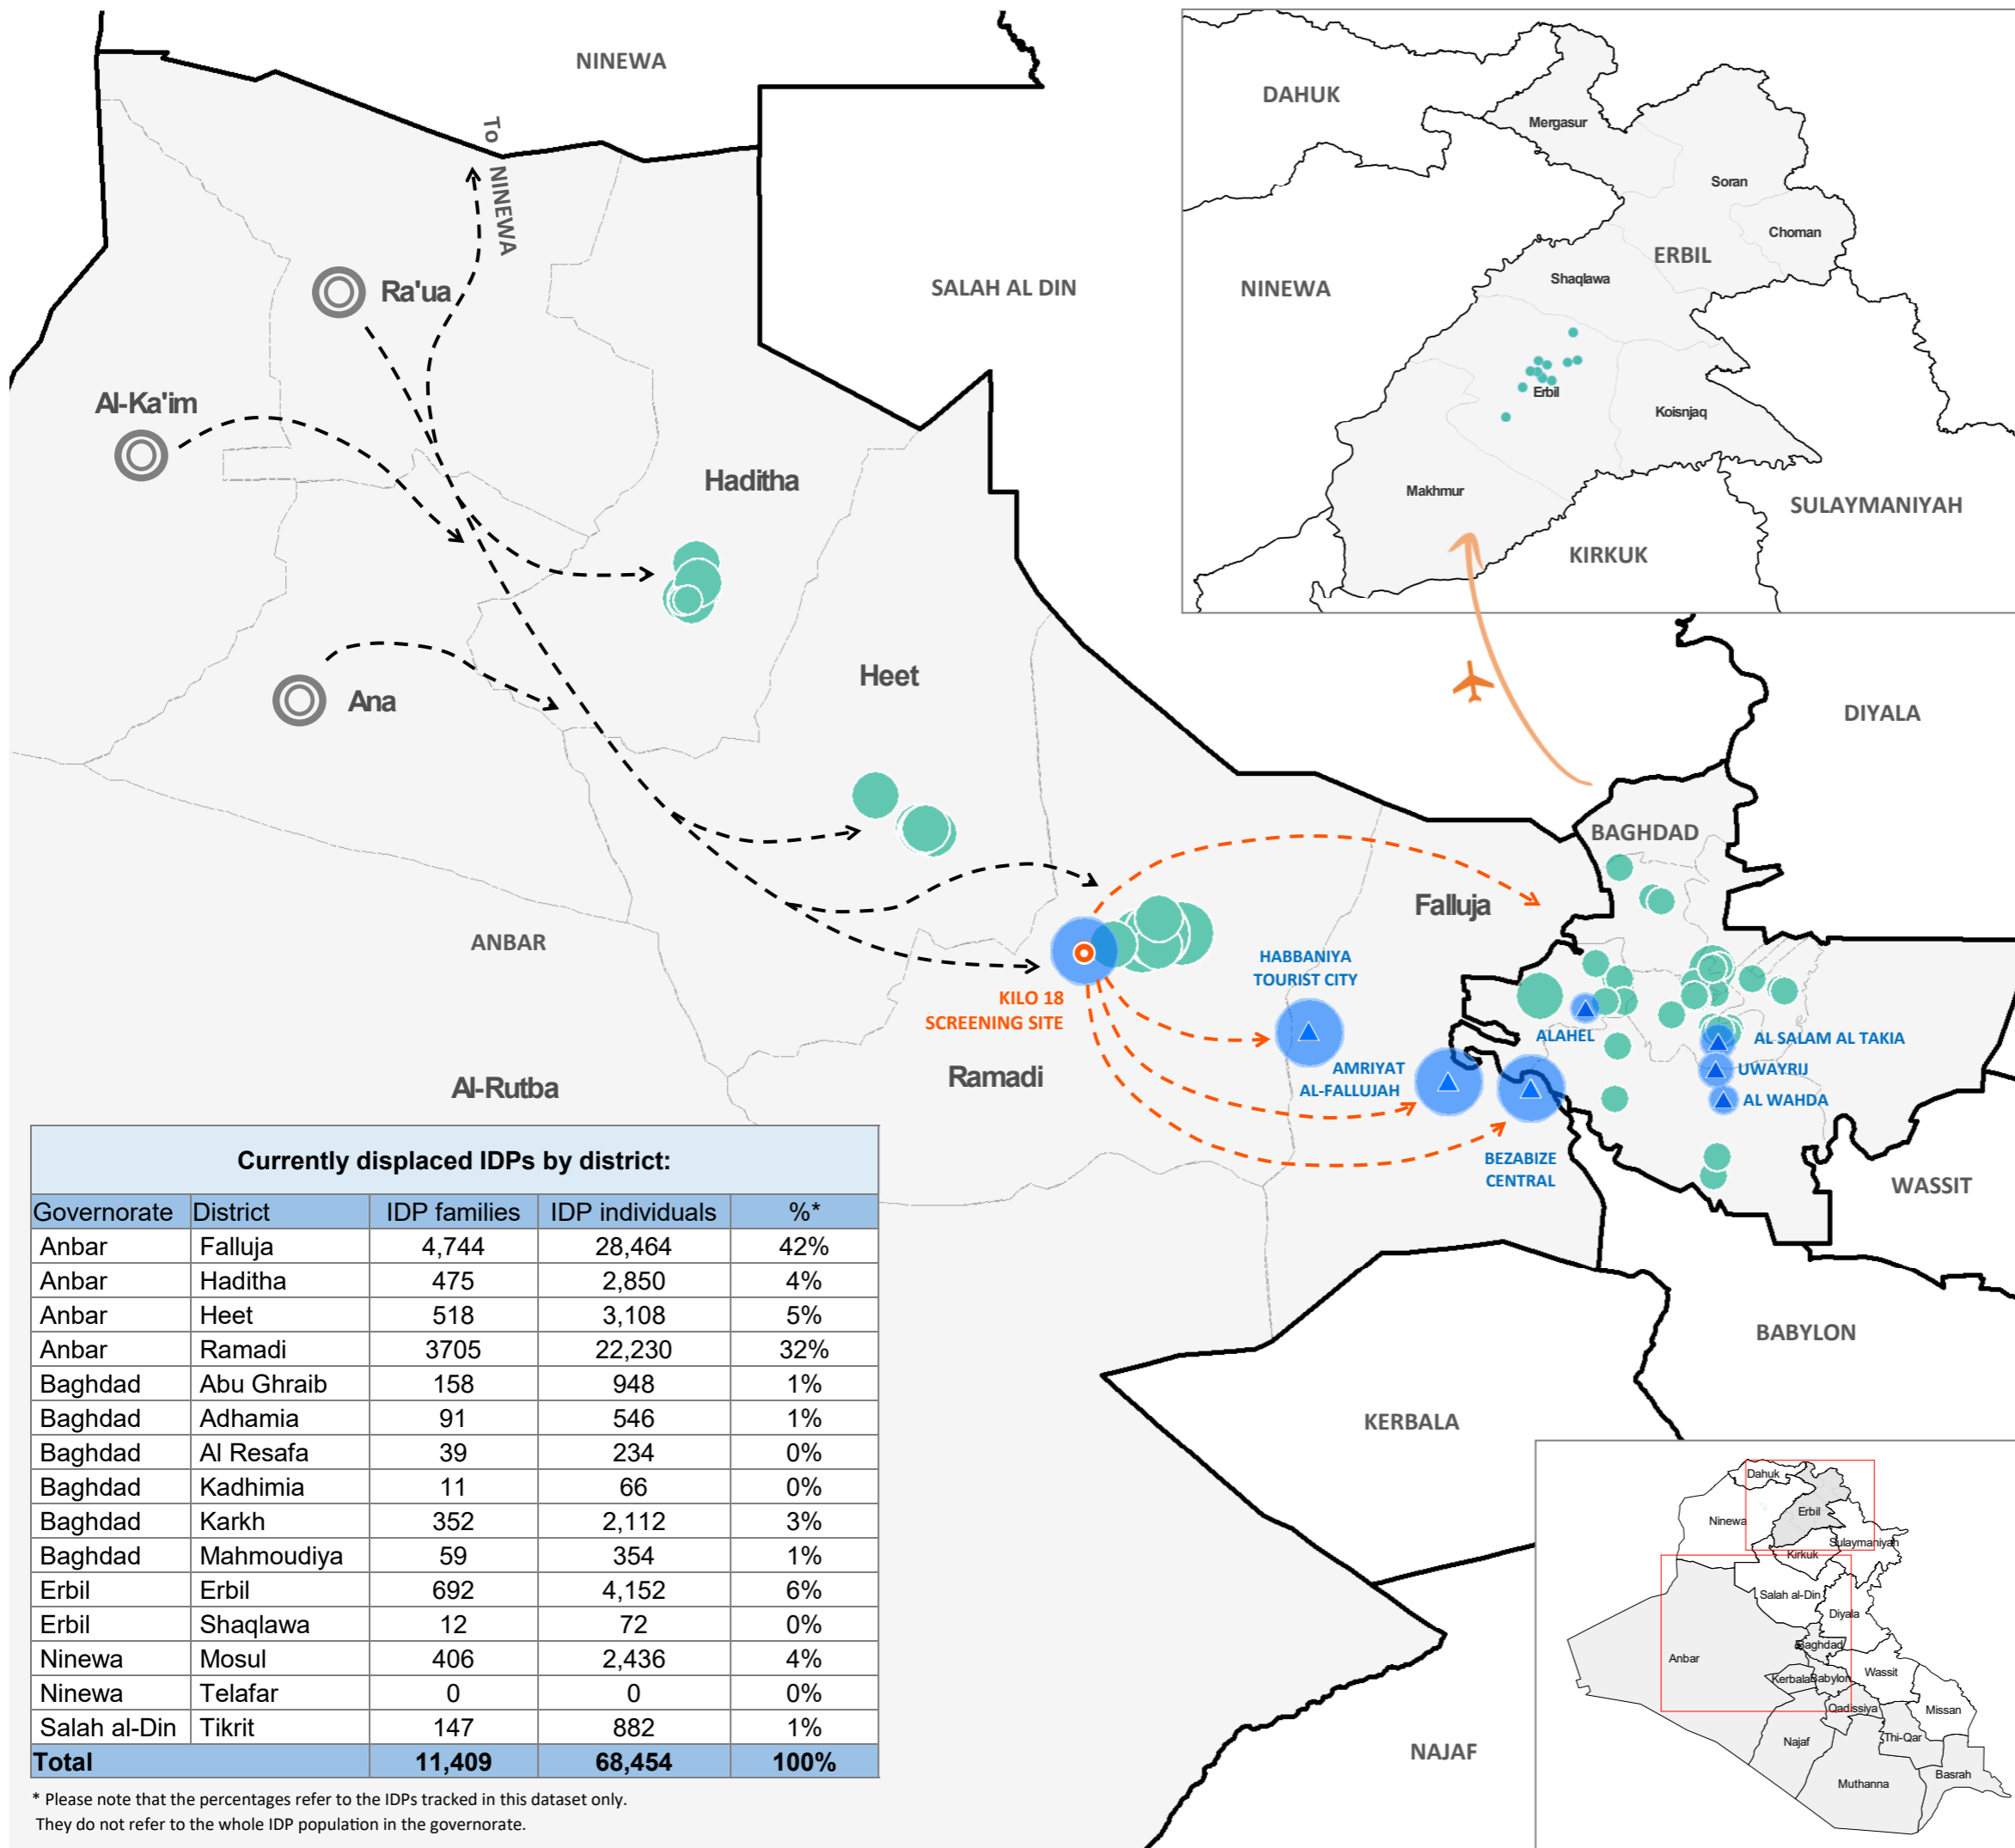 NINEWA
To NINEWA
SALAH AL DIN
Ra'ua
Al-Ka'im
Haditha
Ana
Heet
ANBAR
Al-Rutba
Ramadi
Falluja
KILO 18
SCREENING SITE
HABBANIYA
TOURIST CITY
AMRIYAT
AL-FALLUJAH
BEZABIZE
CENTRAL
DAHUK
Mergasur
Soran
Choman
ERBIL
Shaqlawa
NINEWA
Erbil
Koisnjaq
Makhmur
SULAYMANIYAH
KIRKUK
DIYALA
BAGHDAD
ALAHEL
AL SALAM AL TAKIA
UWAYRIJ
AL WAHDA
WASSIT
BABYLON
KERBALA
NAJAF
Currently displaced IDPs by district:
Governorate District IDP families IDP individuals %*
Anbar Falluja 4,744 28,464 42%
Anbar Haditha 475 2,850 4%
Anbar Heet 518 3,108 5%
Anbar Ramadi 3705 22,230 32%
Baghdad Abu Ghraib 158 948 1%
Baghdad Adhamia 91 546 1%
Baghdad Al Resafa 39 234 0%
Baghdad Kadhimia 11 66 0%
Baghdad Karkh 352 2,112 3%
Baghdad Mahmoudiya 59 354 1%
Erbil Erbil 692 4,152 6%
Erbil Shaqlawa 12 72 0%
Ninewa Mosul 406 2,436 4%
Ninewa Telafar 0 0 0%
Salah al-Din Tikrit 147 882 1%
Total 11,409 68,454 100%
* Please note that the percentages refer to the IDPs tracked in this dataset only.
They do not refer to the whole IDP population in the governorate.
Dahuk
Erbil
Ninewa
Sulaymaniyah
Kirkuk
Salah al-Din
Diyala
Baghdad
Anbar
Wassit
Kerbala
Babylon
Qadissiya
Missan
Najaf
Thi-Qar
Basrah
Muthanna